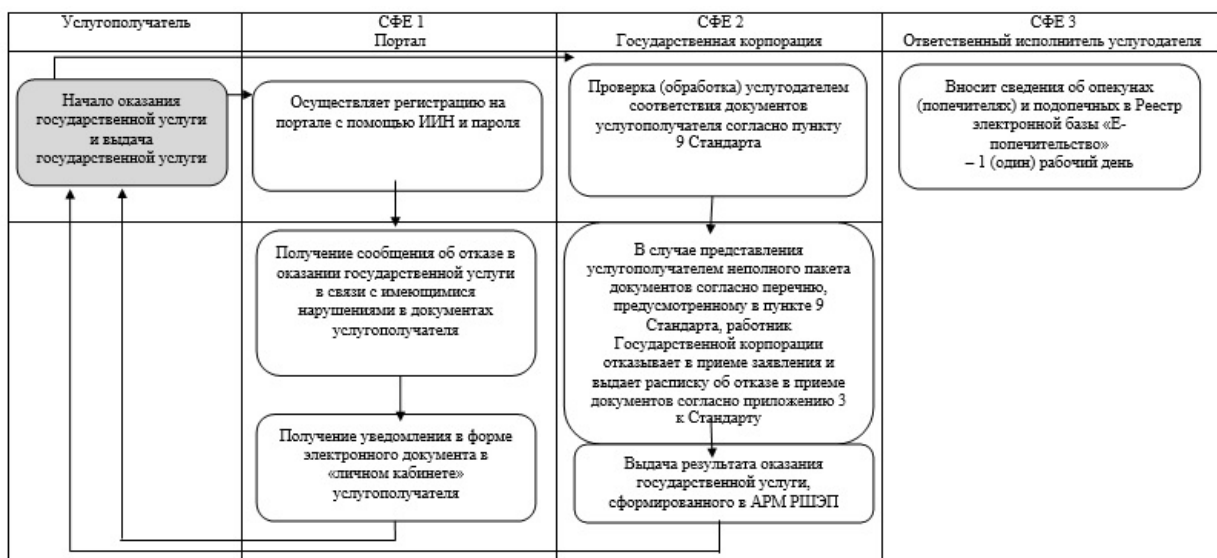 Услугополучатель
СФЕ 1
Портал
СФЕ 2
Государственная корпорация
СФЕ 3
Ответственный исполнитель услугодателя
Начало оказания
государственной услуги
и выдача
государственной услуги
Осуществляет регистрацию на
портале с помощью ИИН и пароля
Проверка (обработка) услугодателем
соответствия документов
услугополучателя согласно пункту
9 Стандарта
Вносит сведения об опекунах
(попечителях) и подопечных в Реестр
электронной базы «Е-
попечительство»
– 1 (один) рабочий день
Получение сообщения об отказе в
оказании государственной услуги
в связи с имеющимися
нарушениями в документах
услугополучателя
В случае представления
услугополучателем неполного пакета
документов согласно перечню,
предусмотренному в пункте 9
Стандарта, работник
Государственной корпорации
отказывает в приеме заявления и
выдает расписку об отказе в приеме
документов согласно приложению 3
к Стандарту
Получение уведомления в форме
электронного документа в
«личном кабинете»
услугополучателя
Выдача результата оказания
государственной услуги,
сформированного в АРМ РШЭП